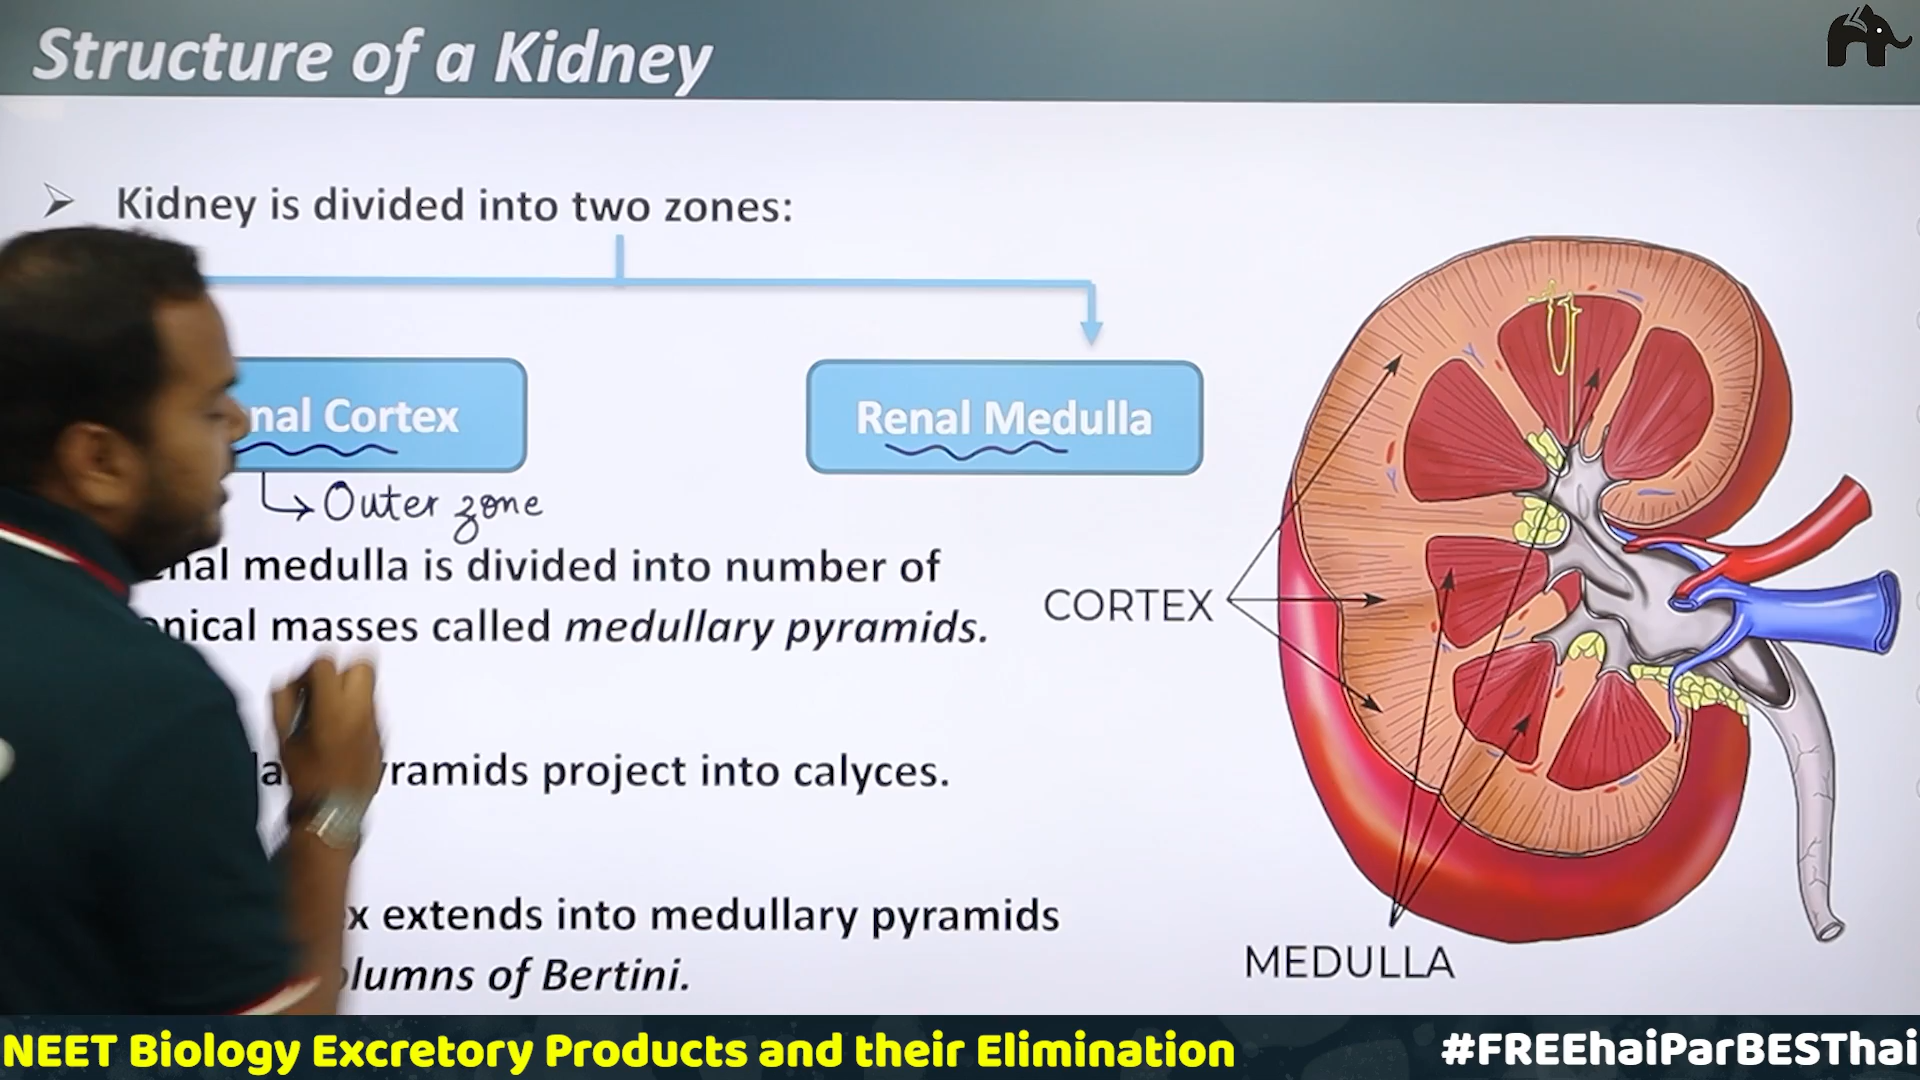 Structure of a Kidney
Kidney is divided into two zones:
nal Cortex
Renal Medulla
Outer zone
nal medulla is divided into number of
nical masses called medullary pyramids.
CORTEX
ramids project into calyces.
x extends into medullary pyramids
lumns of Bertini.
MEDULLA
NEET Biology Excretory Products and their Elimination
#FREEhaiParBESThai